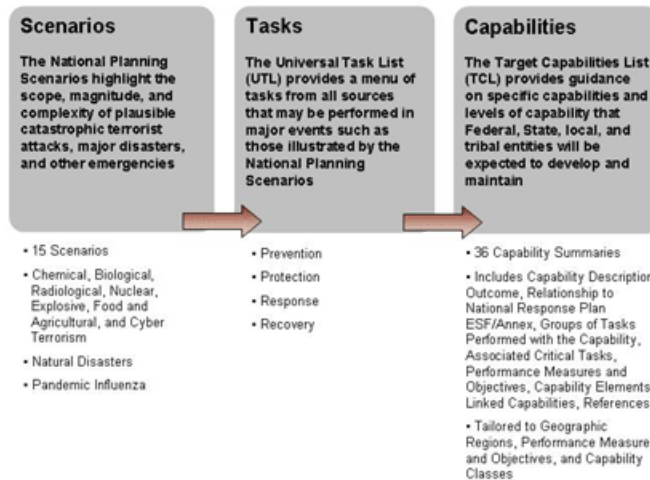 Scenarios
The National Planning
Scenarios highlight the
scope, magnitude, and
complexity of plausible
catastrophic terrorist
attacks, major disasters,
and other emergencies
• 15 Scenarios
• Chemical, Biological,
Radiological, Nuclear,
Explosive, Food and
Agricultural, and Cyber
Terrorism
• Natural Disasters
• Pandemic Influenza
Tasks
The Universal Task List
(UTL) provides a menu of
tasks from all sources
that may be performed in
major events such as
those illustrated by the
National Planning
Scenarios
• Prevention
• Protection
• Response
• Recovery
Capabilities
The Target Capabilities List
(TCL) provides guidance
on specific capabilities and
levels of capability that
Federal, State, local, and
tribal entities will be
expected to develop and
maintain
• 36 Capability Summaries
• Includes Capability Description
Outcome, Relationship to
National Response Plan
ESF/Annex, Groups of Tasks
Performed with the Capability,
Associated Critical Tasks,
Performance Measures and
Objectives, Capability Elements
Linked Capabilities, References
• Tailored to Geographic
Regions, Performance Measure
and Objectives, and Capability
Classes